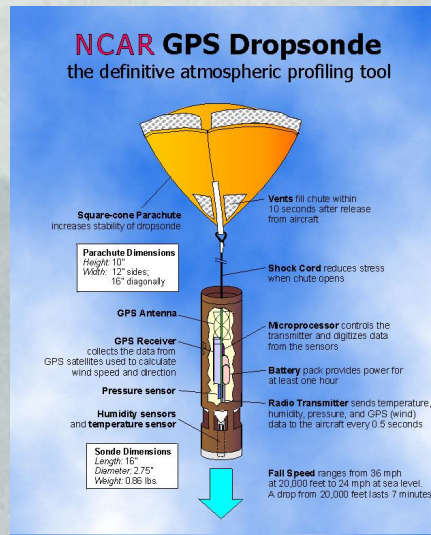 NCAR GPS Dropsonde
the definitive atmospheric profiling tool
Square-cone Parachute
increases stability of dropsonde
Vents fill chute within
10 seconds after release
from aircraft
Parachute Dimensions
Height: 10"
Width: 12" sides;
16" diagonally
Shock Cord reduces stress
when chute opens
GPS Antenna
Microprocessor controls the
transmitter and digitizes data
from the sensors
GPS Receiver
collects the data from
GPS satellites used to calculate
wind speed and direction
Battery pack provides power for
at least one hour
Pressure sensor
Radio Transmitter sends temperature,
humidity, pressure, and GPS (wind)
data to the aircraft every 0.5 seconds
Humidity sensors
and temperature sensor
Sonde Dimensions
Length: 16"
Diameter: 2.75"
Weight: 0.86 lbs.
Fall Speed ranges from 36 mph
at 20,000 feet to 24 mph at sea level.
A drop from 20,000 feet lasts 7 minutes.